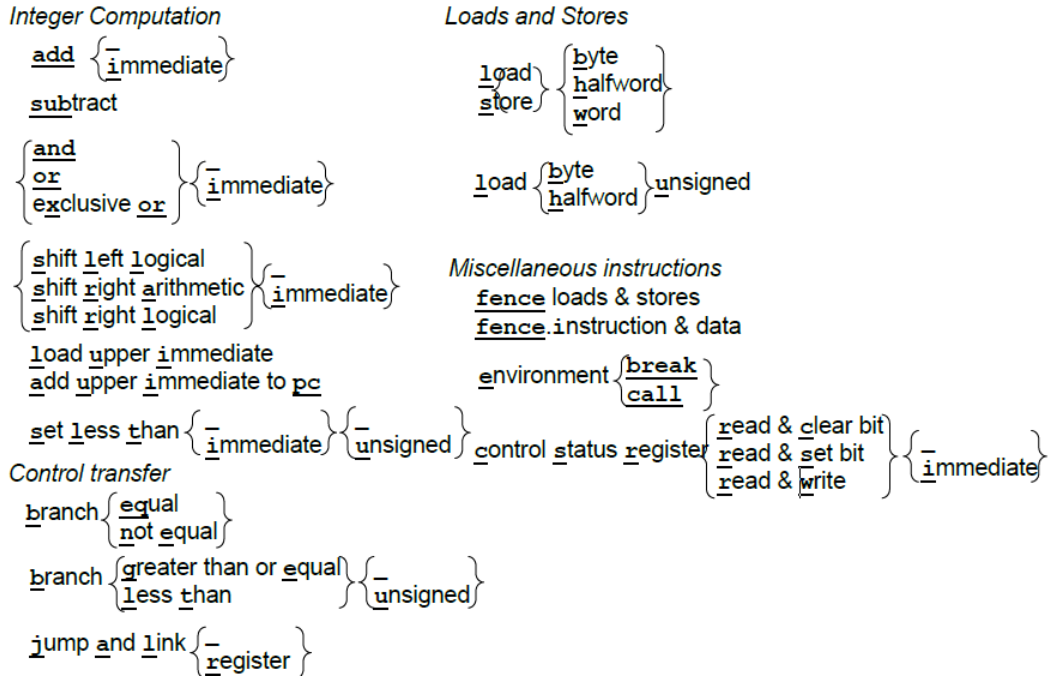 Integer Computation
add { _ immediate }
subtract
and
or
exclusive or
{ _ immediate }
shift left logical
shift right arithmetic
shift right logical
{ _ immediate }
load upper immediate
add upper immediate to pc
set less than { _ immediate } { _ unsigned }
Control transfer
branch { equal
not equal }
branch { greater than or equal
less than } { _ unsigned }
jump and link { _ register }
Loads and Stores
load
store
byte
halfword
word
load { byte
halfword } unsigned
Miscellaneous instructions
fence loads & stores
fence.instruction & data
environment { break
call }
control status register { read & clear bit
read & set bit
read & write } { _ immediate }